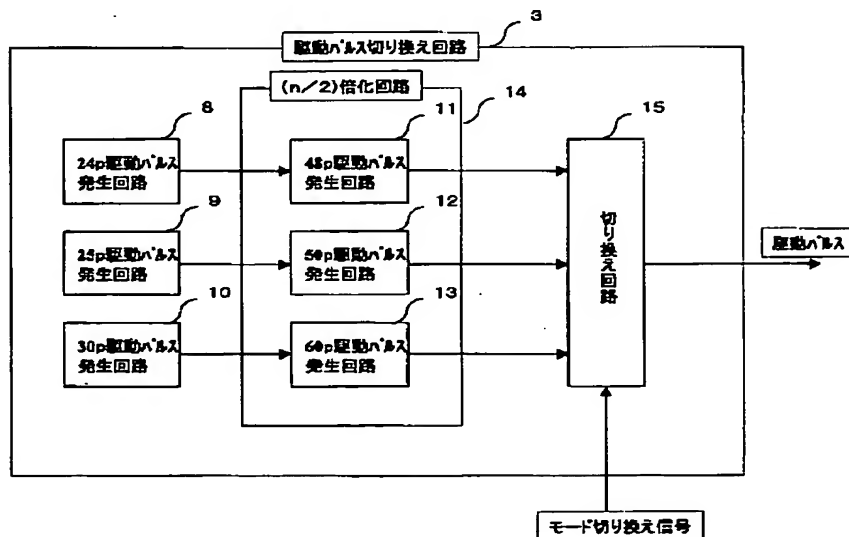 3
駆動パルス切り換え回路
(n/2)倍化回路
14
8
24p駆動パルス
発生回路
11
48p駆動パルス
発生回路
15
切り換え回路
9
25p駆動パルス
発生回路
12
50p駆動パルス
発生回路
駆動パルス
10
30p駆動パルス
発生回路
13
60p駆動パルス
発生回路
モード切り換え信号